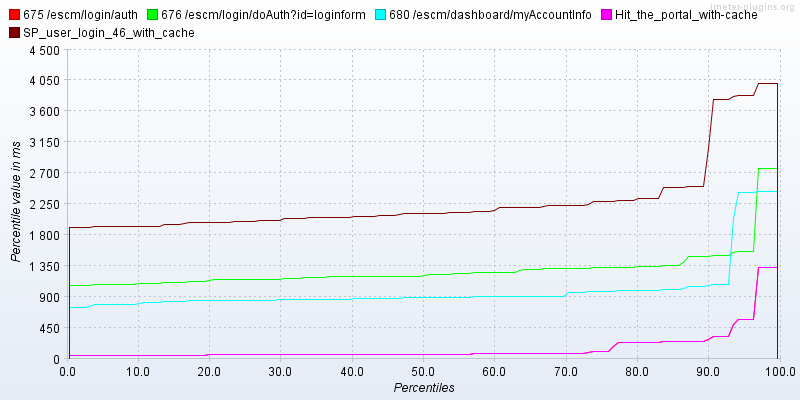 jmeter-plugins.org
675 /escm/login/auth 676 /escm/login/doAuth?id=loginform 680 /escm/dashboard/myAccountInfo Hit_the_portal_with-cache
SP_user_login_46_with_cache
4 500
4 050
3 600
3 150
2 700
2 250
1 800
1 350
900
450
0
Percentile value in ms
0.0 10.0 20.0 30.0 40.0 50.0 60.0 70.0 80.0 90.0 100.0
Percentiles